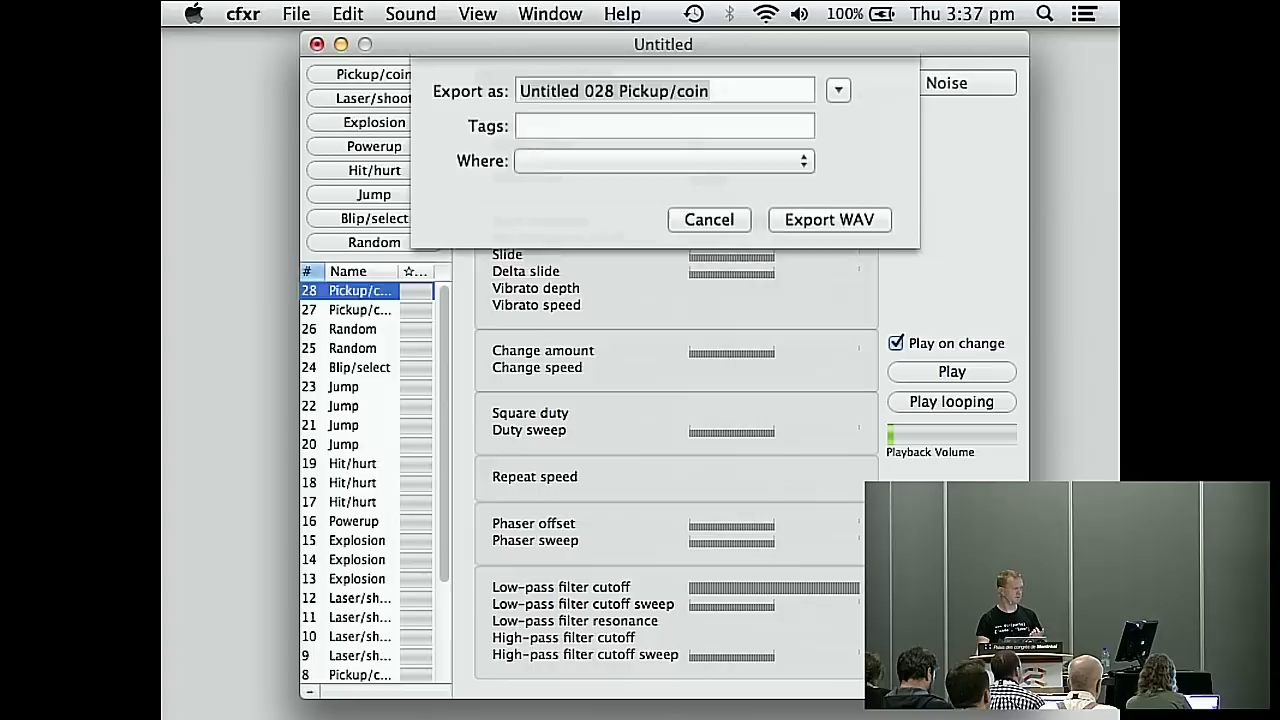 cfxr File Edit Sound View Window Help 100% Thu 3:37 pm
Untitled
Pickup/coin
Laser/shoot
Explosion
Powerup
Hit/hurt
Jump
Blip/select
Random
Export as: Untitled 028 Pickup/coin
Tags:
Where:
Cancel Export WAV
Noise
# Name ☆...
28 Pickup/c...
27 Pickup/c...
26 Random
25 Random
24 Blip/select
23 Jump
22 Jump
21 Jump
20 Jump
19 Hit/hurt
18 Hit/hurt
17 Hit/hurt
16 Powerup
15 Explosion
14 Explosion
13 Explosion
12 Laser/sh...
11 Laser/sh...
10 Laser/sh...
9 Laser/sh...
8 Pickup/c...
Slide
Delta slide
Vibrato depth
Vibrato speed
Change amount
Change speed
Square duty
Duty sweep
Repeat speed
Phaser offset
Phaser sweep
Low-pass filter cutoff
Low-pass filter cutoff sweep
Low-pass filter resonance
High-pass filter cutoff
High-pass filter cutoff sweep
Play on change
Play
Play looping
Playback Volume
Palais des congrès de Montréal